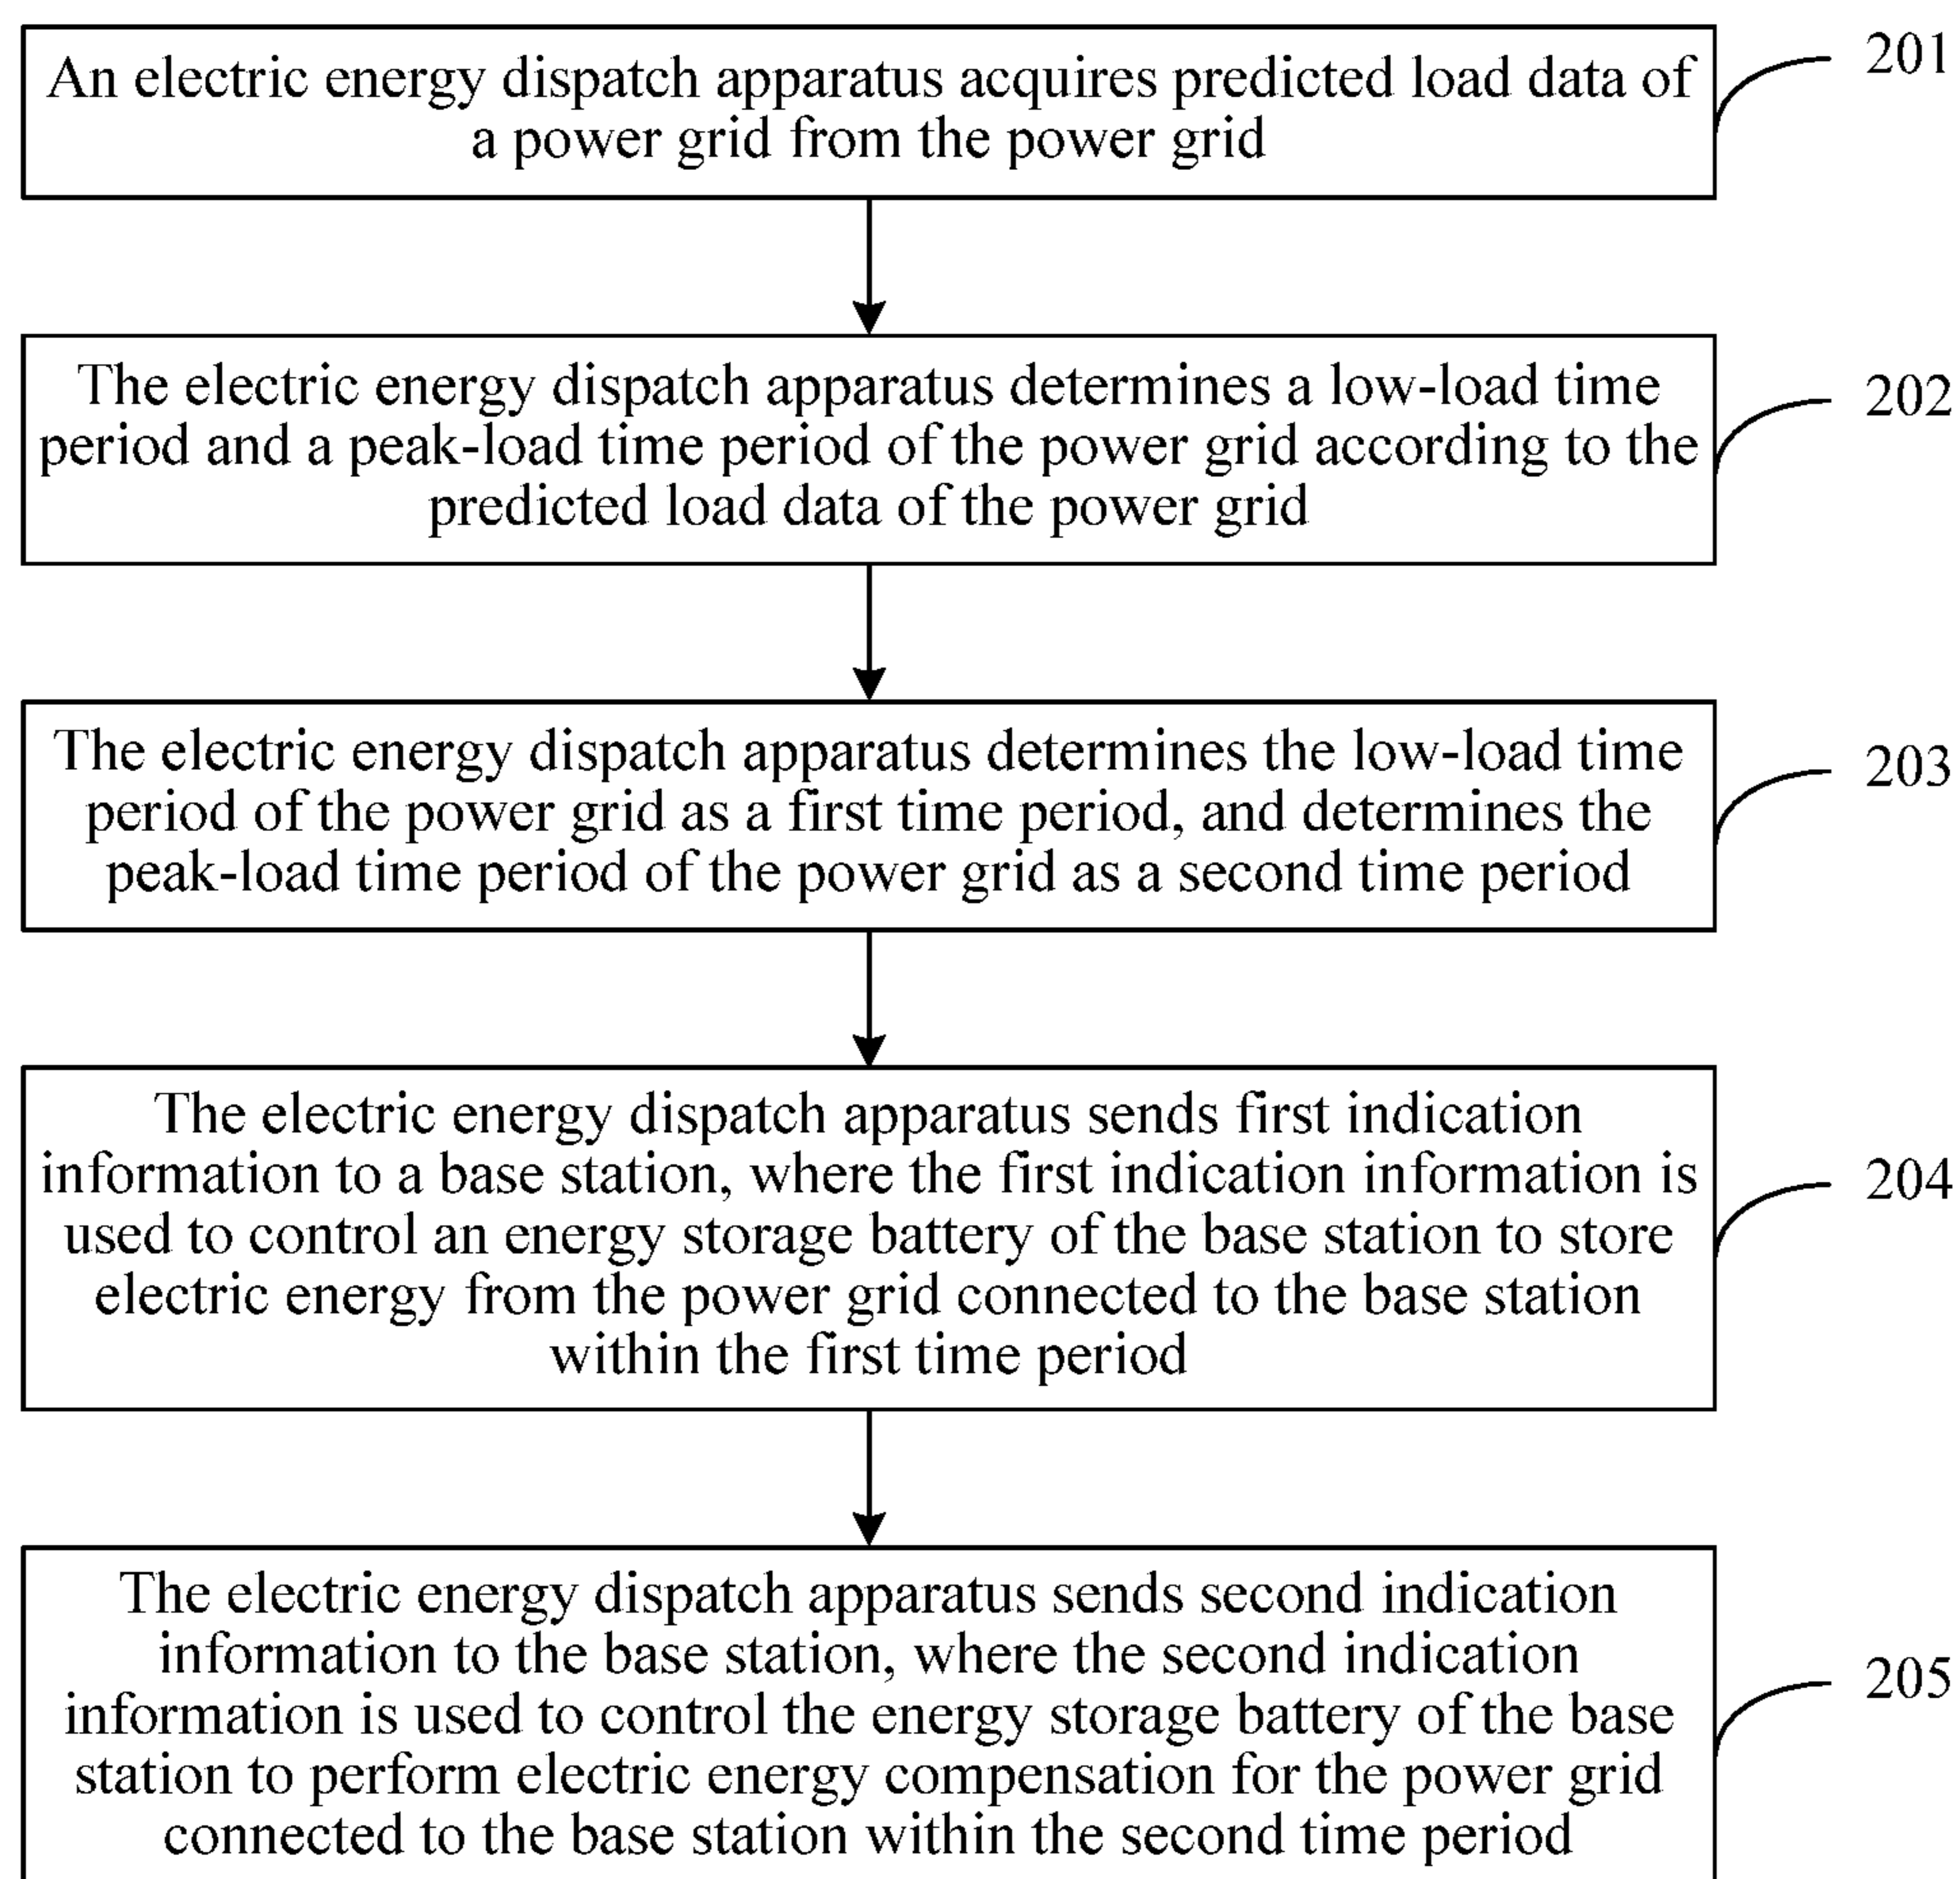 An electric energy dispatch apparatus acquires predicted load data of
a power grid from the power grid
201
The electric energy dispatch apparatus determines a low-load time
period and a peak-load time period of the power grid according to the
predicted load data of the power grid
202
The electric energy dispatch apparatus determines the low-load time
period of the power grid as a first time period, and determines the
peak-load time period of the power grid as a second time period
203
The electric energy dispatch apparatus sends first indication
information to a base station, where the first indication information is
used to control an energy storage battery of the base station to store
electric energy from the power grid connected to the base station
within the first time period
204
The electric energy dispatch apparatus sends second indication
information to the base station, where the second indication
information is used to control the energy storage battery of the base
station to perform electric energy compensation for the power grid
connected to the base station within the second time period
205